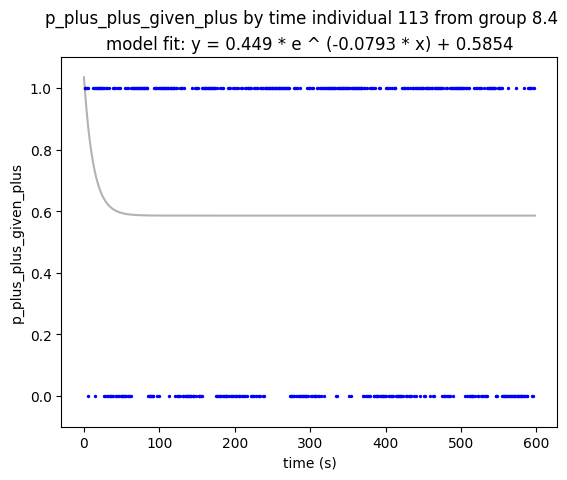 p_plus_plus_given_plus by time individual 113 from group 8.4
model fit: y = 0.449 * e ^ (-0.0793 * x) + 0.5854
1.0
0.8
0.6
0.4
0.2
0.0
p_plus_plus_given_plus
0 100 200 300 400 500 600
time (s)